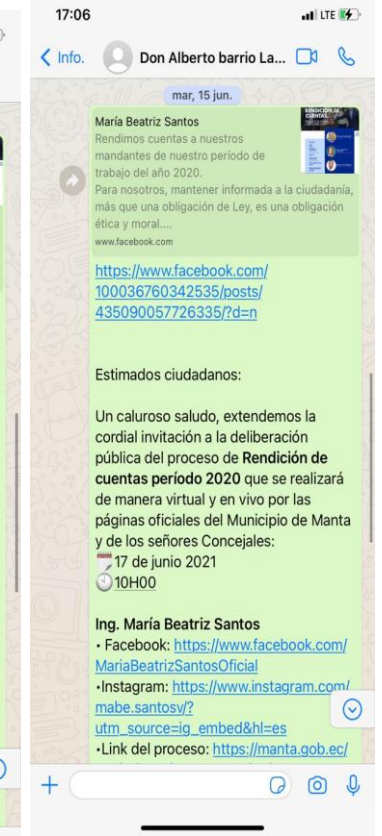 17:06
LTE
Info.
Don Alberto barrio La...
mar, 15 jun.
María Beatriz Santos
Rendimos cuentas a nuestros
mandantes de nuestro período de
trabajo del año 2020.
Para nosotros, mantener informada a la ciudadanía,
más que una obligación de Ley, es una obligación
ética y moral....
www.facebook.com
RENDICIÓN DE
CUENTAS
https://www.facebook.com/
100036760342535/posts/
435090057726335/?d=n
Estimados ciudadanos:
Un caluroso saludo, extendemos la
cordial invitación a la deliberación
pública del proceso de Rendición de
cuentas período 2020 que se realizará
de manera virtual y en vivo por las
páginas oficiales del Municipio de Manta
y de los señores Concejales:
17 de junio 2021
10H00
Ing. María Beatriz Santos
• Facebook: https://www.facebook.com/
MariaBeatrizSantosOficial
•Instagram: https://www.instagram.com/
mabe.santosv/?
utm_source=ig_embed&hl=es
•Link del proceso: https://manta.gob.ec/